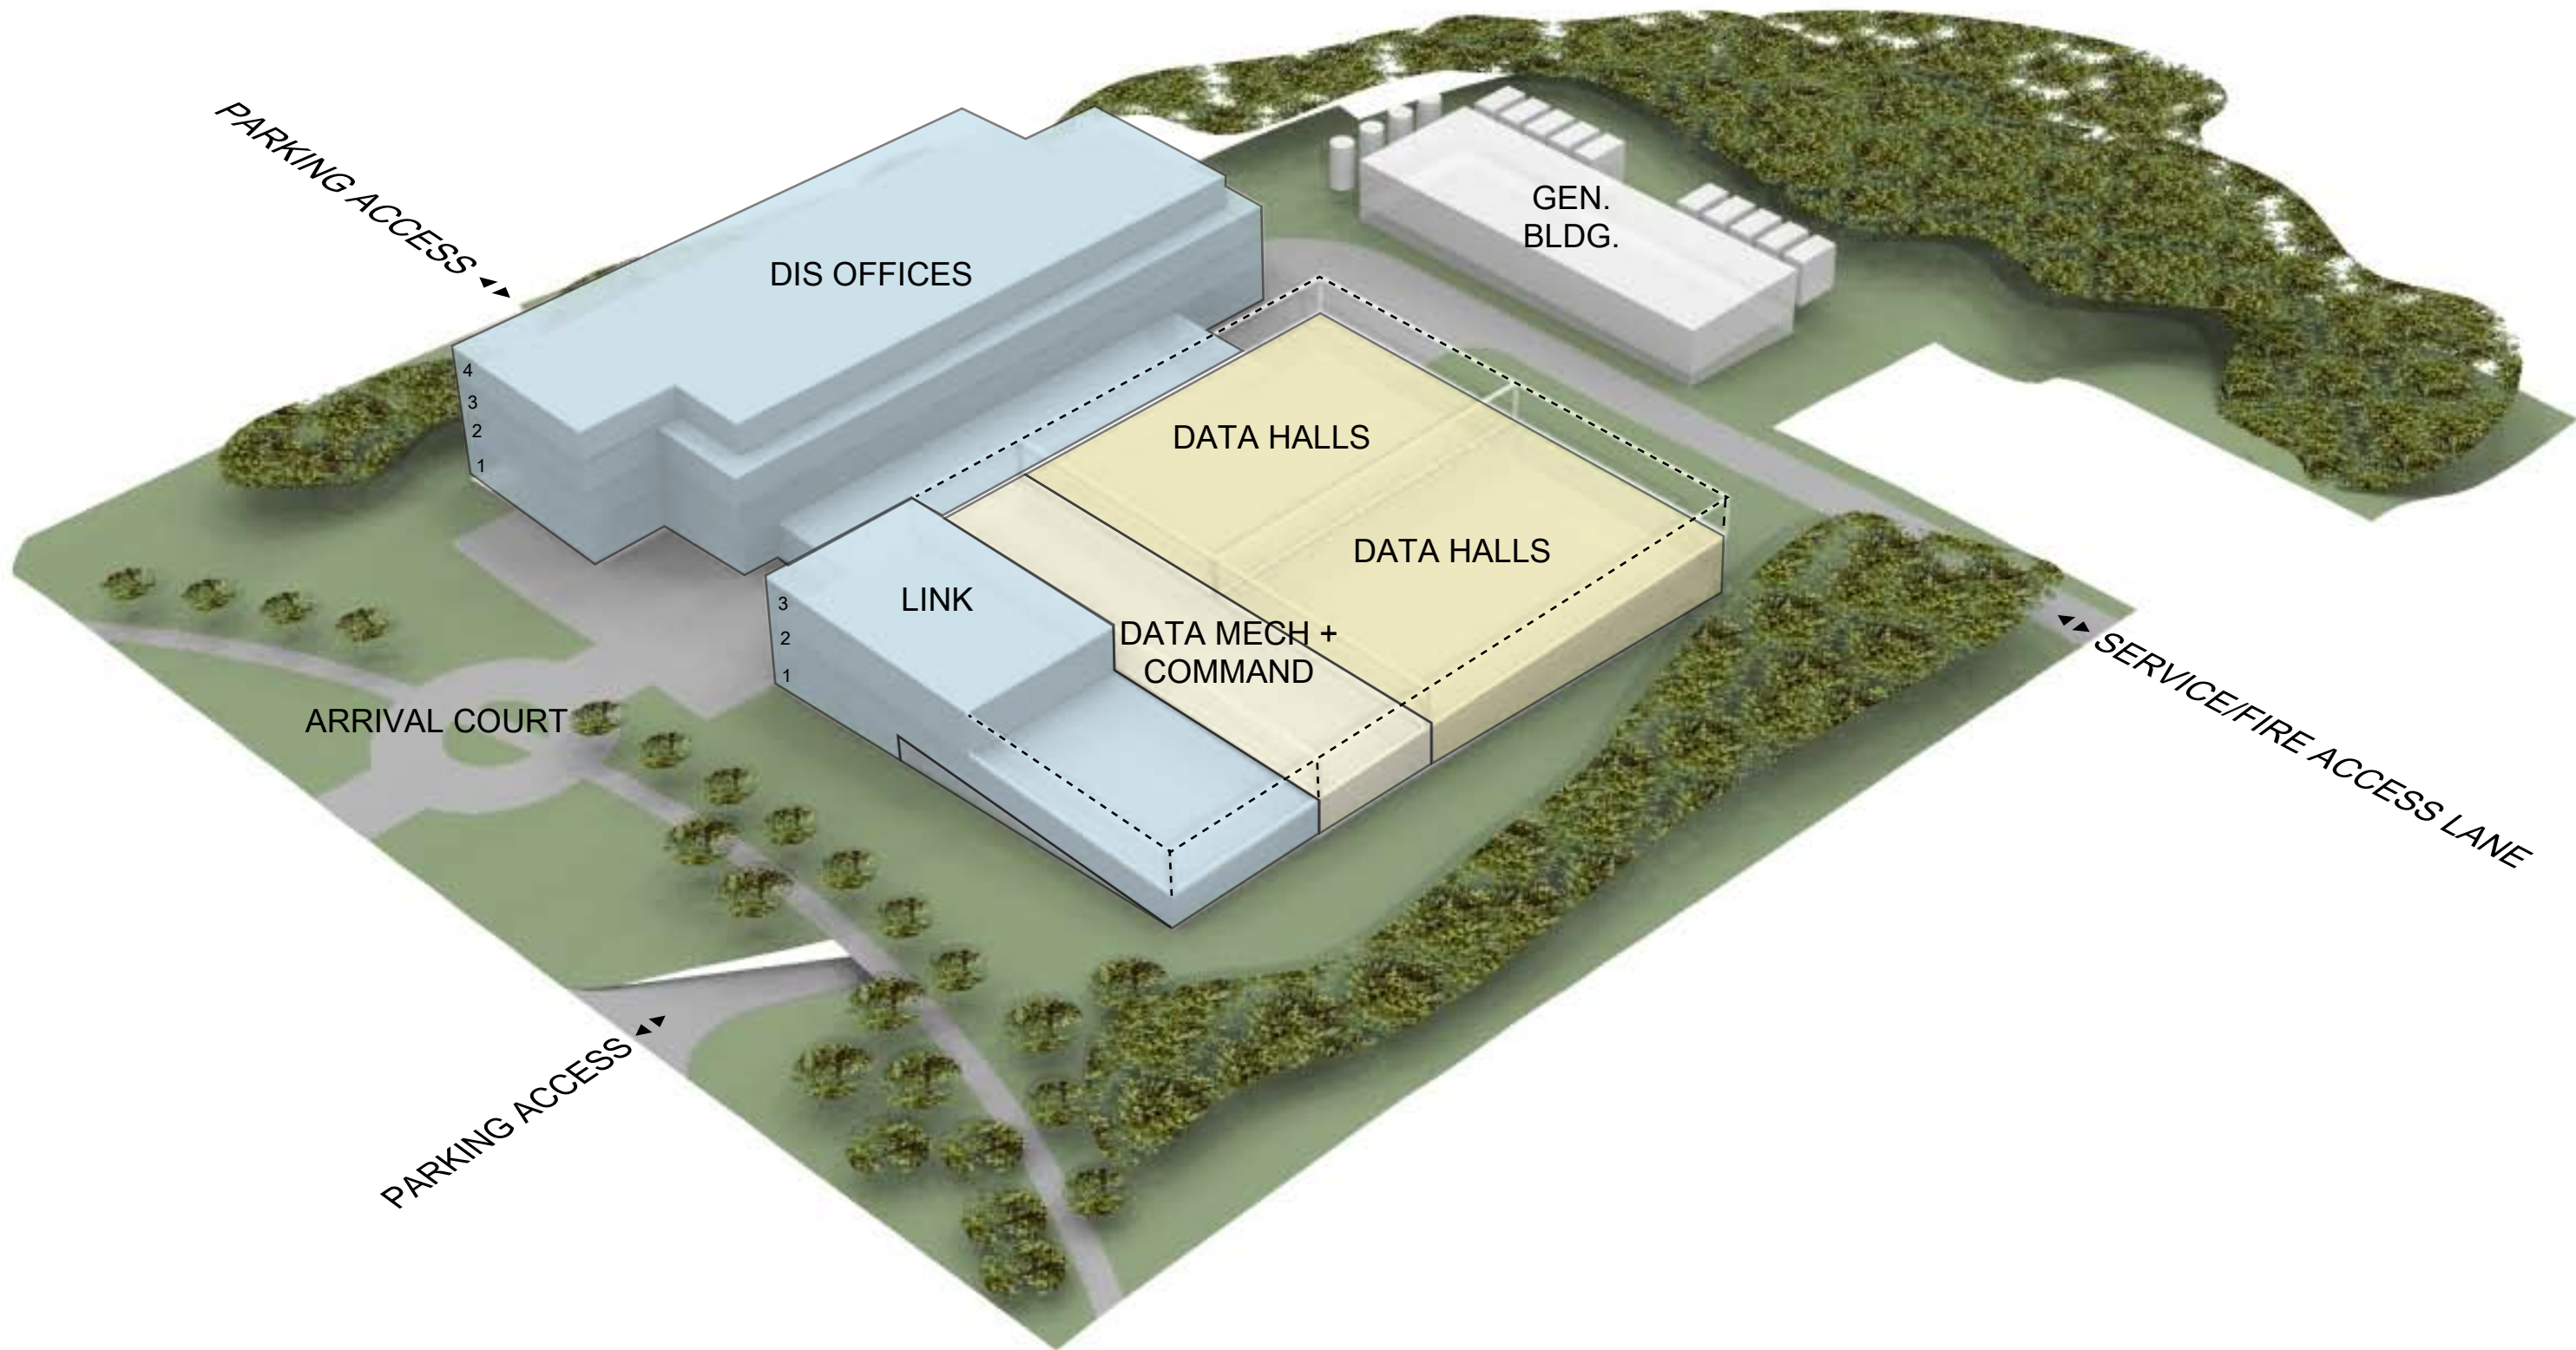 PARKING ACCESS
GEN.
BLDG.
DIS OFFICES
4
3
2
1
DATA HALLS
DATA HALLS
LINK
3
2
1
DATA MECH +
COMMAND
ARRIVAL COURT
SERVICE/FIRE ACCESS LANE
PARKING ACCESS